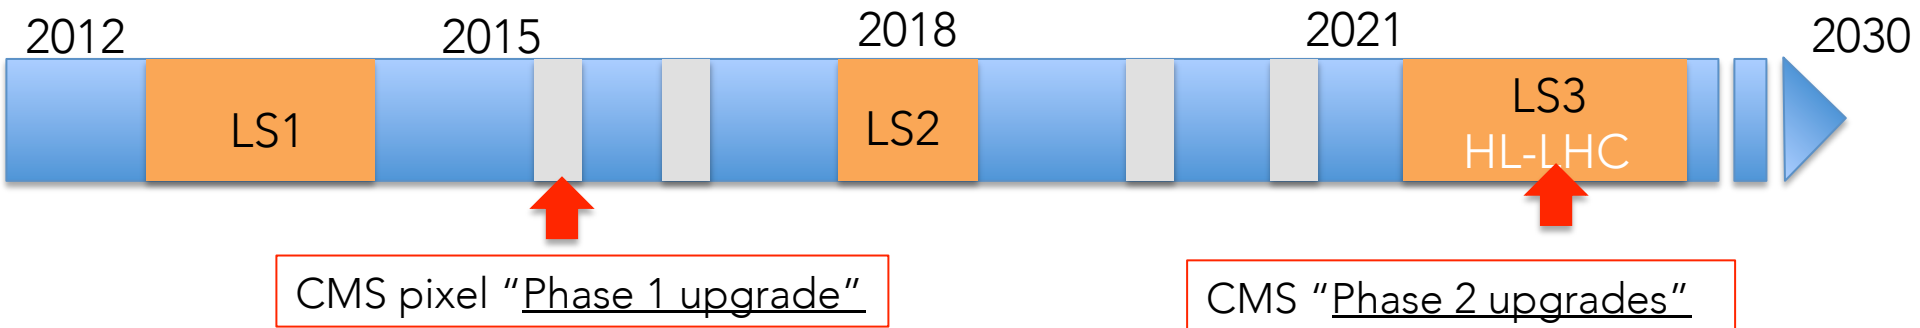 2012
2015
2018
2021
2030
LS1
LS2
LS3
HL-LHC
CMS pixel “Phase 1 upgrade”
CMS “Phase 2 upgrades”